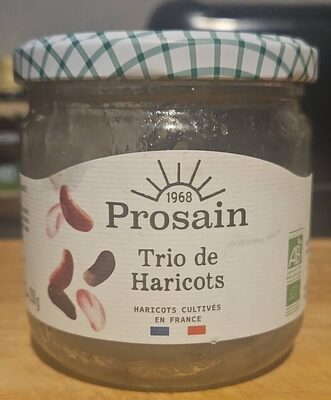 1968
Prosain
Trio de
Haricots
HARICOTS CULTIVÉS
EN FRANCE
AB